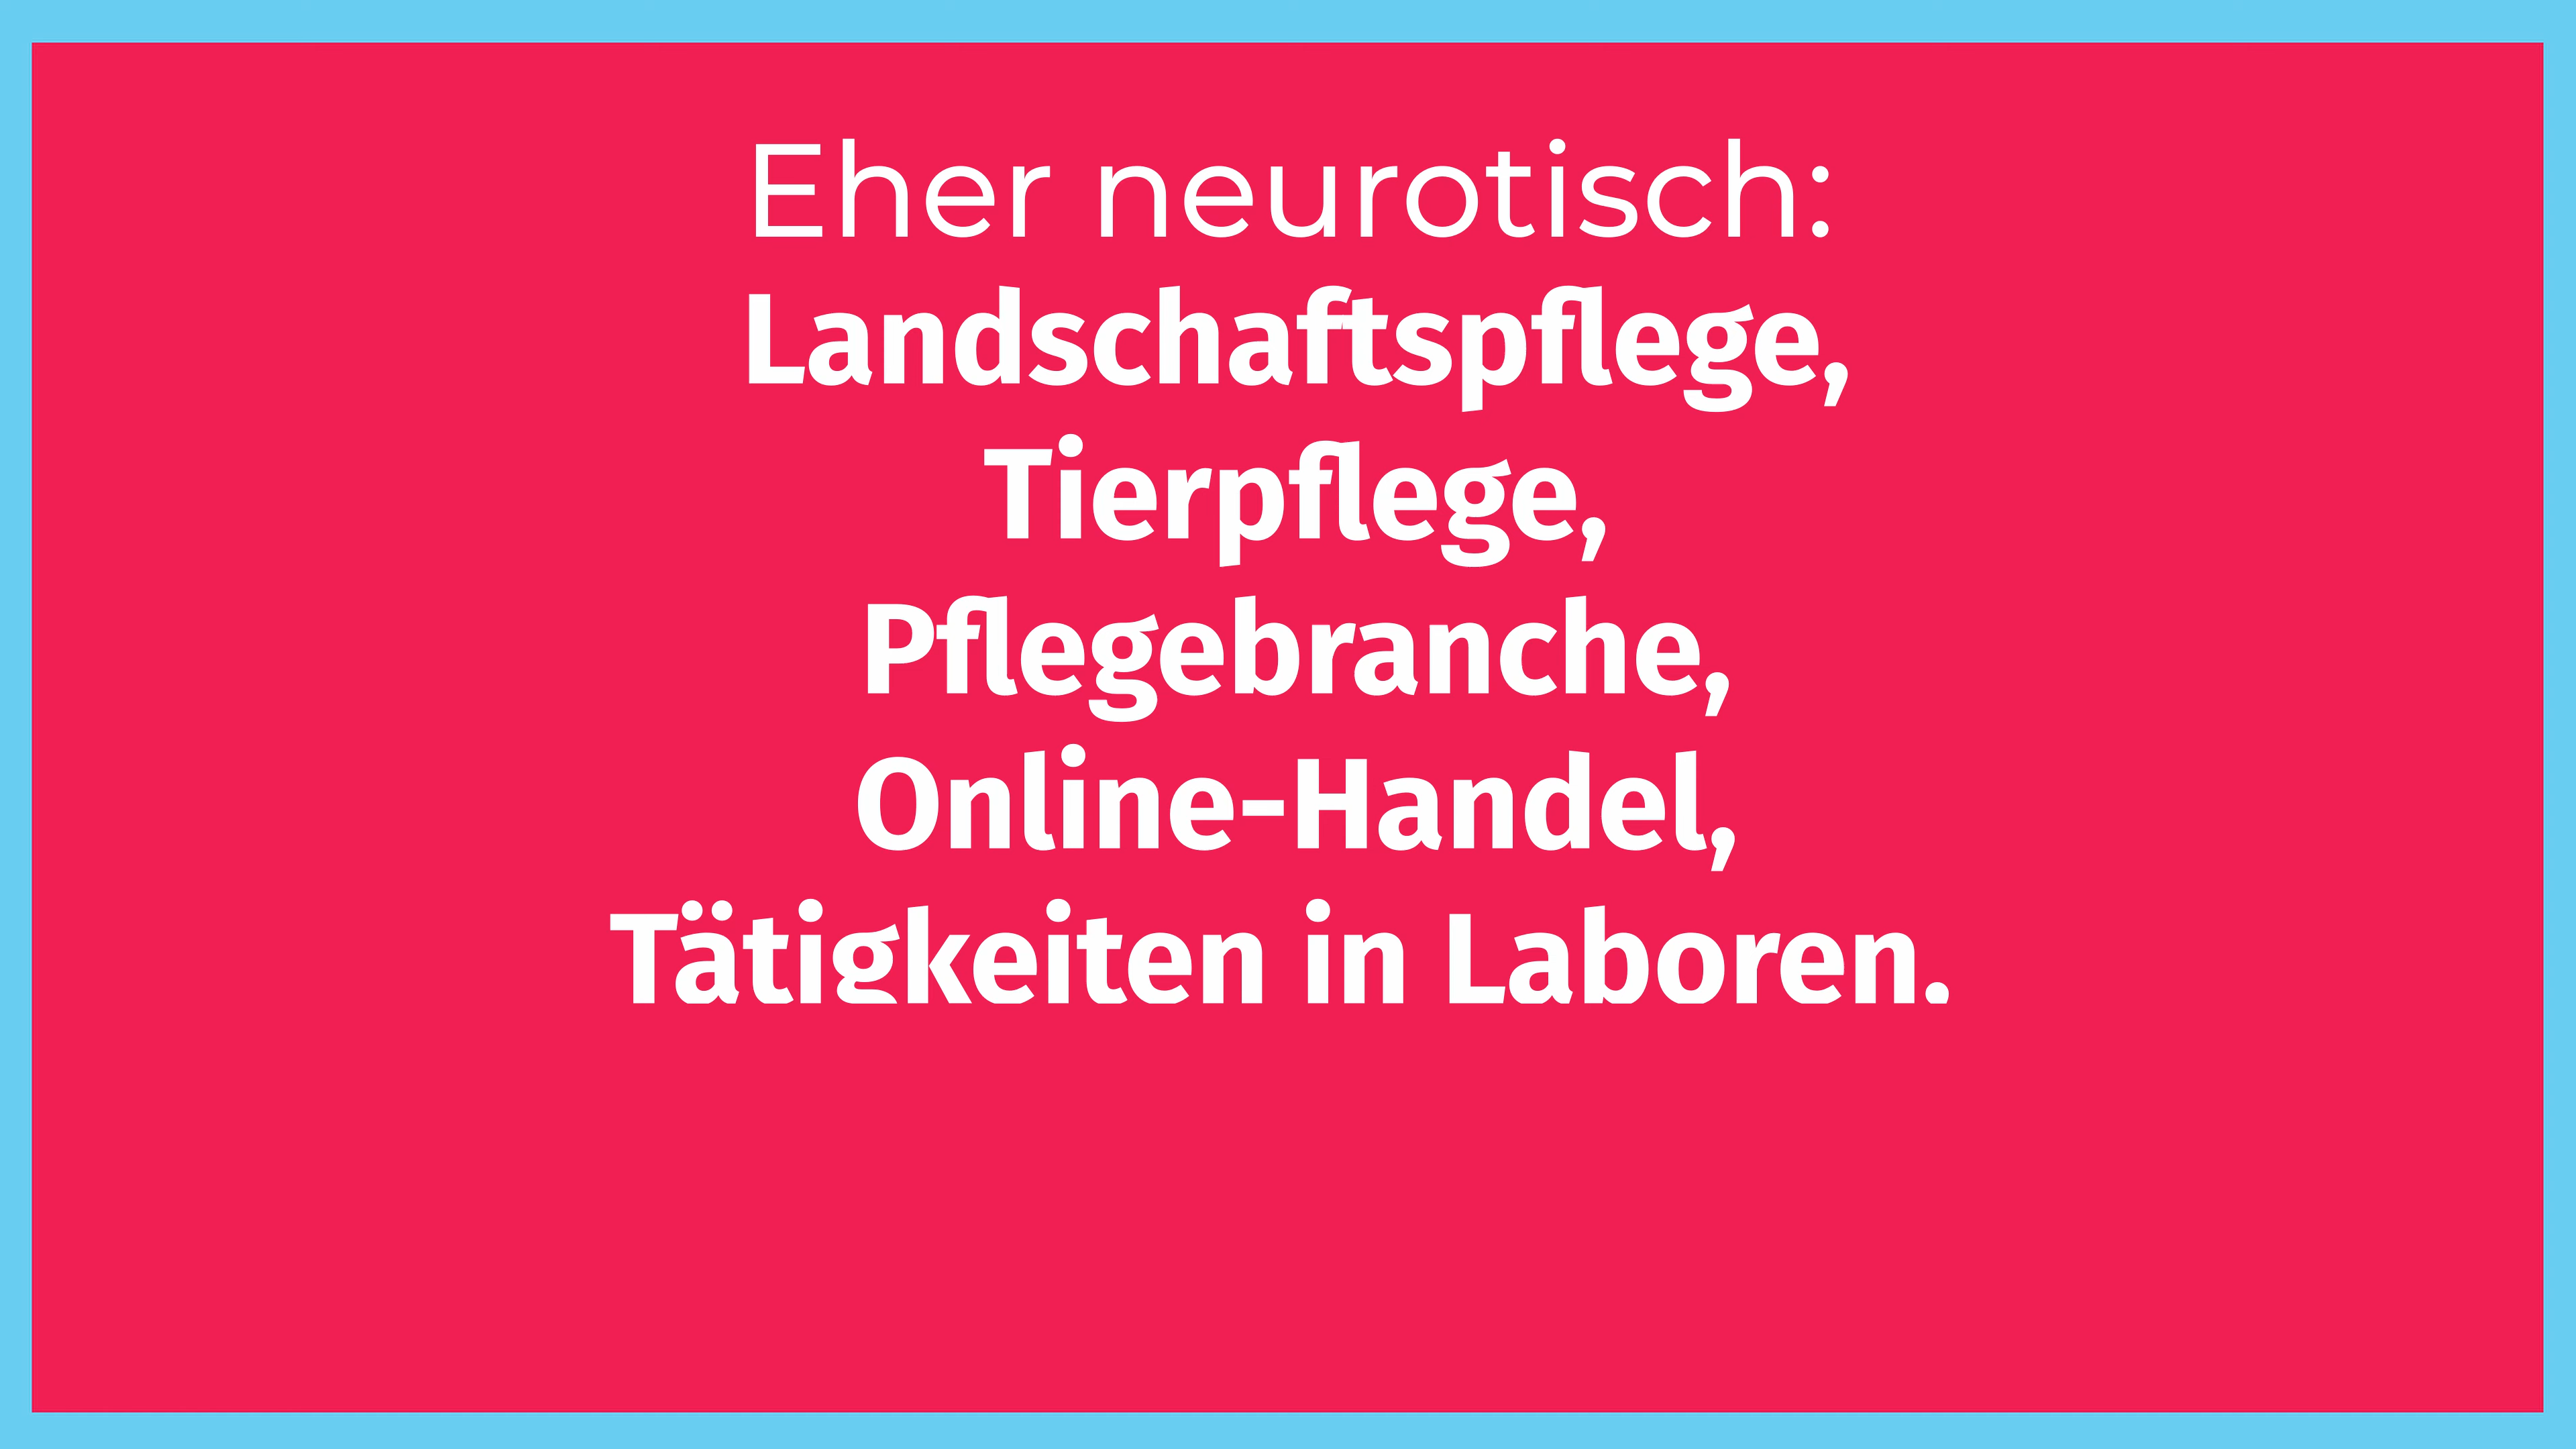 Eher neurotisch:
Landschaftspflege,
Tierpflege,
Pflegebranche,
Online-Handel,
Tätigkeiten in Laboren.